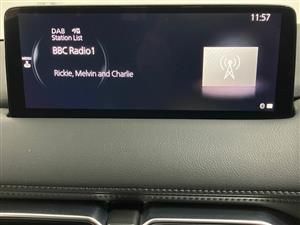 11:57
DAB
Station List
BBC Radio1
Rickie, Melvin and Charlie